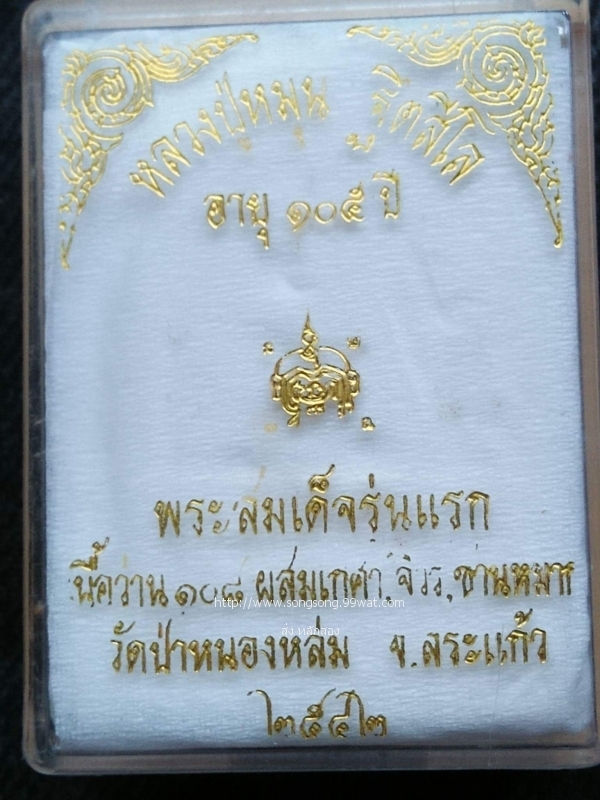 หลวงปู่หมุน ฐิตสีโล
อายุ ๑๐๕ ปี
พระสมเด็จรุ่นแรก
เนื้อว่าน ๑๐๘ ผสมเกศา, จีวร, ชานหมาก
http://www.songsong.99wat.com
วัดป่าหนองหล่ม จ.สระแก้ว
๒๕๔๒